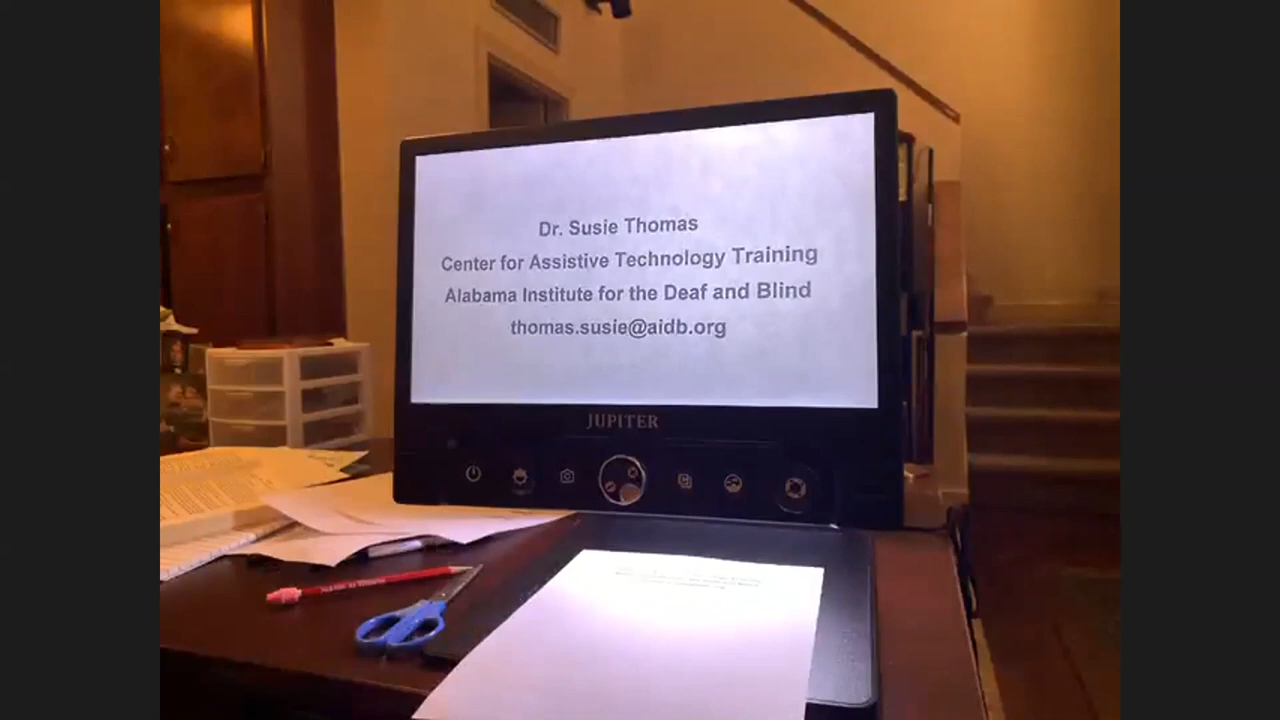 Dr. Susie Thomas
Center for Assistive Technology Training
Alabama Institute for the Deaf and Blind
thomas.susie@aidb.org
JUPITER